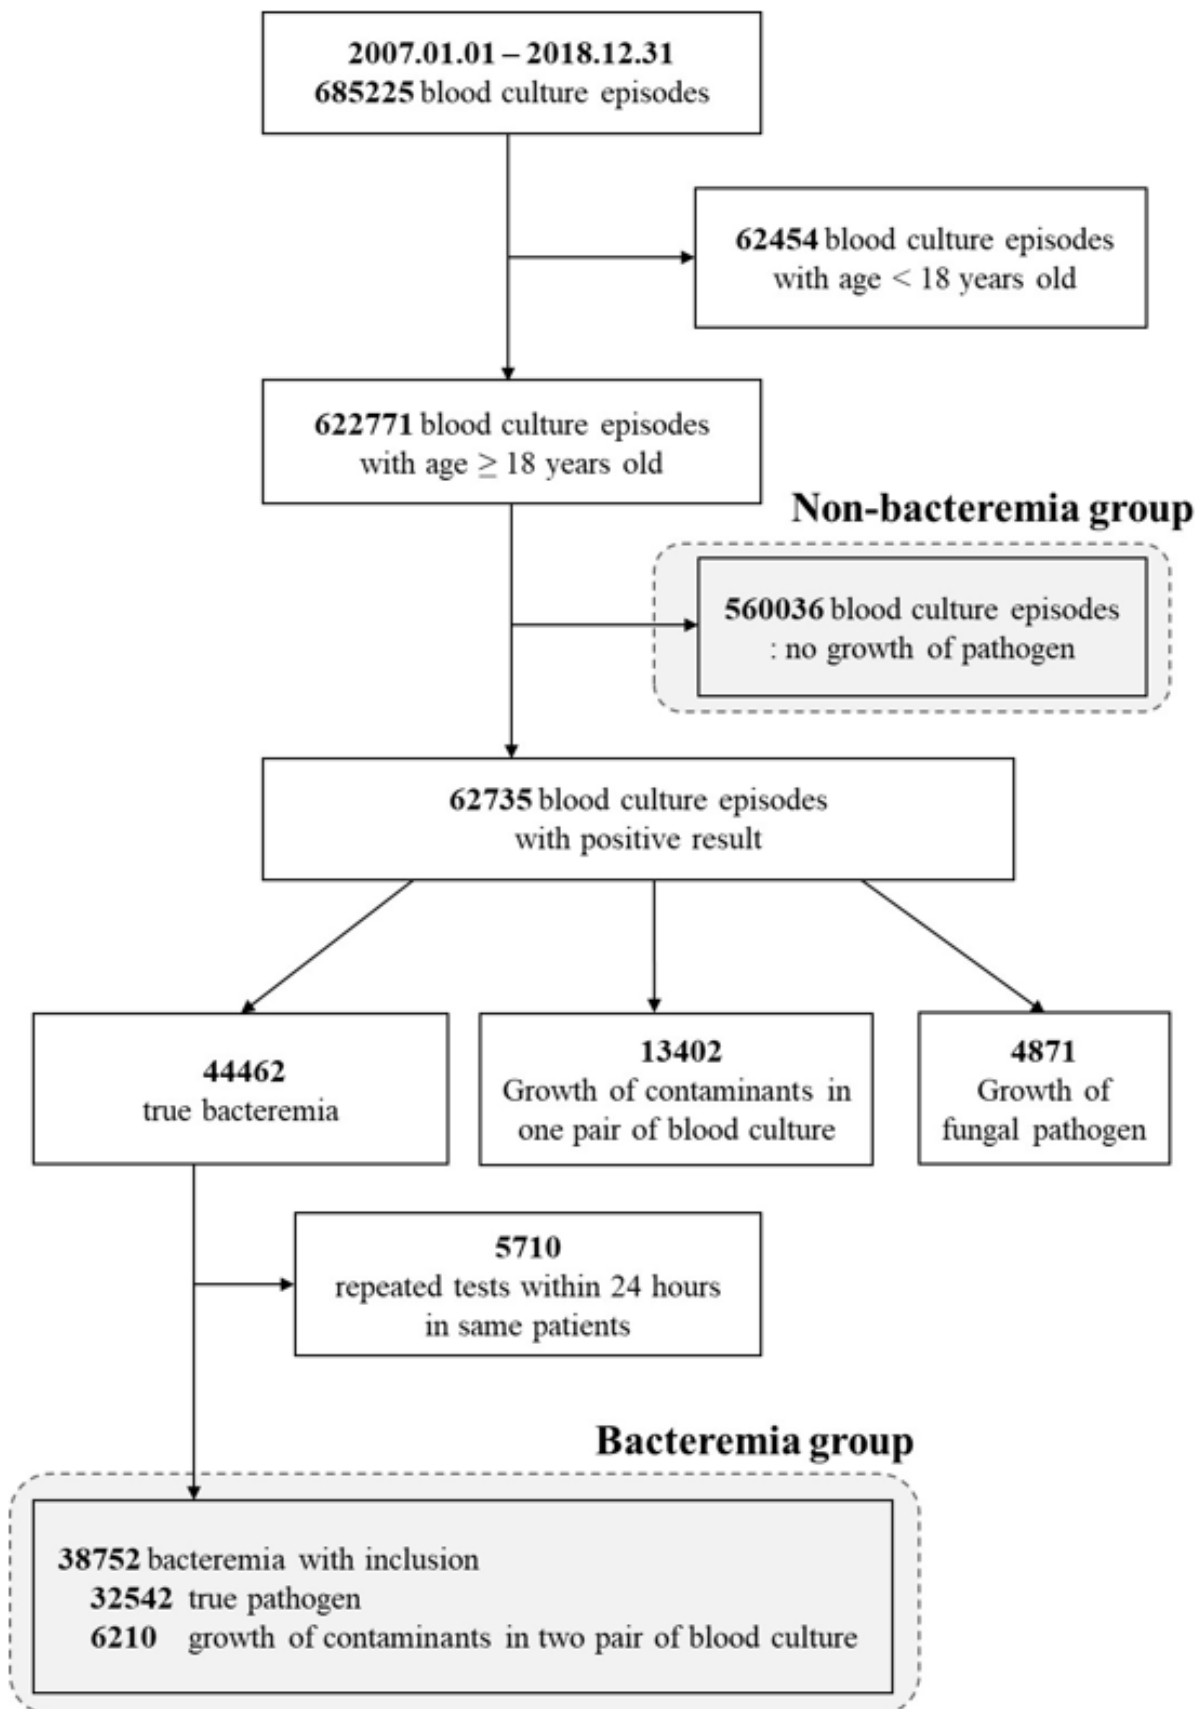 2007.01.01 – 2018.12.31
685225 blood culture episodes
62454 blood culture episodes
with age < 18 years old
622771 blood culture episodes
with age ≥ 18 years old
Non-bacteremia group
560036 blood culture episodes
: no growth of pathogen
62735 blood culture episodes
with positive result
44462
true bacteremia
13402
Growth of contaminants in
one pair of blood culture
4871
Growth of
fungal pathogen
5710
repeated tests within 24 hours
in same patients
Bacteremia group
38752 bacteremia with inclusion
32542 true pathogen
6210 growth of contaminants in two pair of blood culture